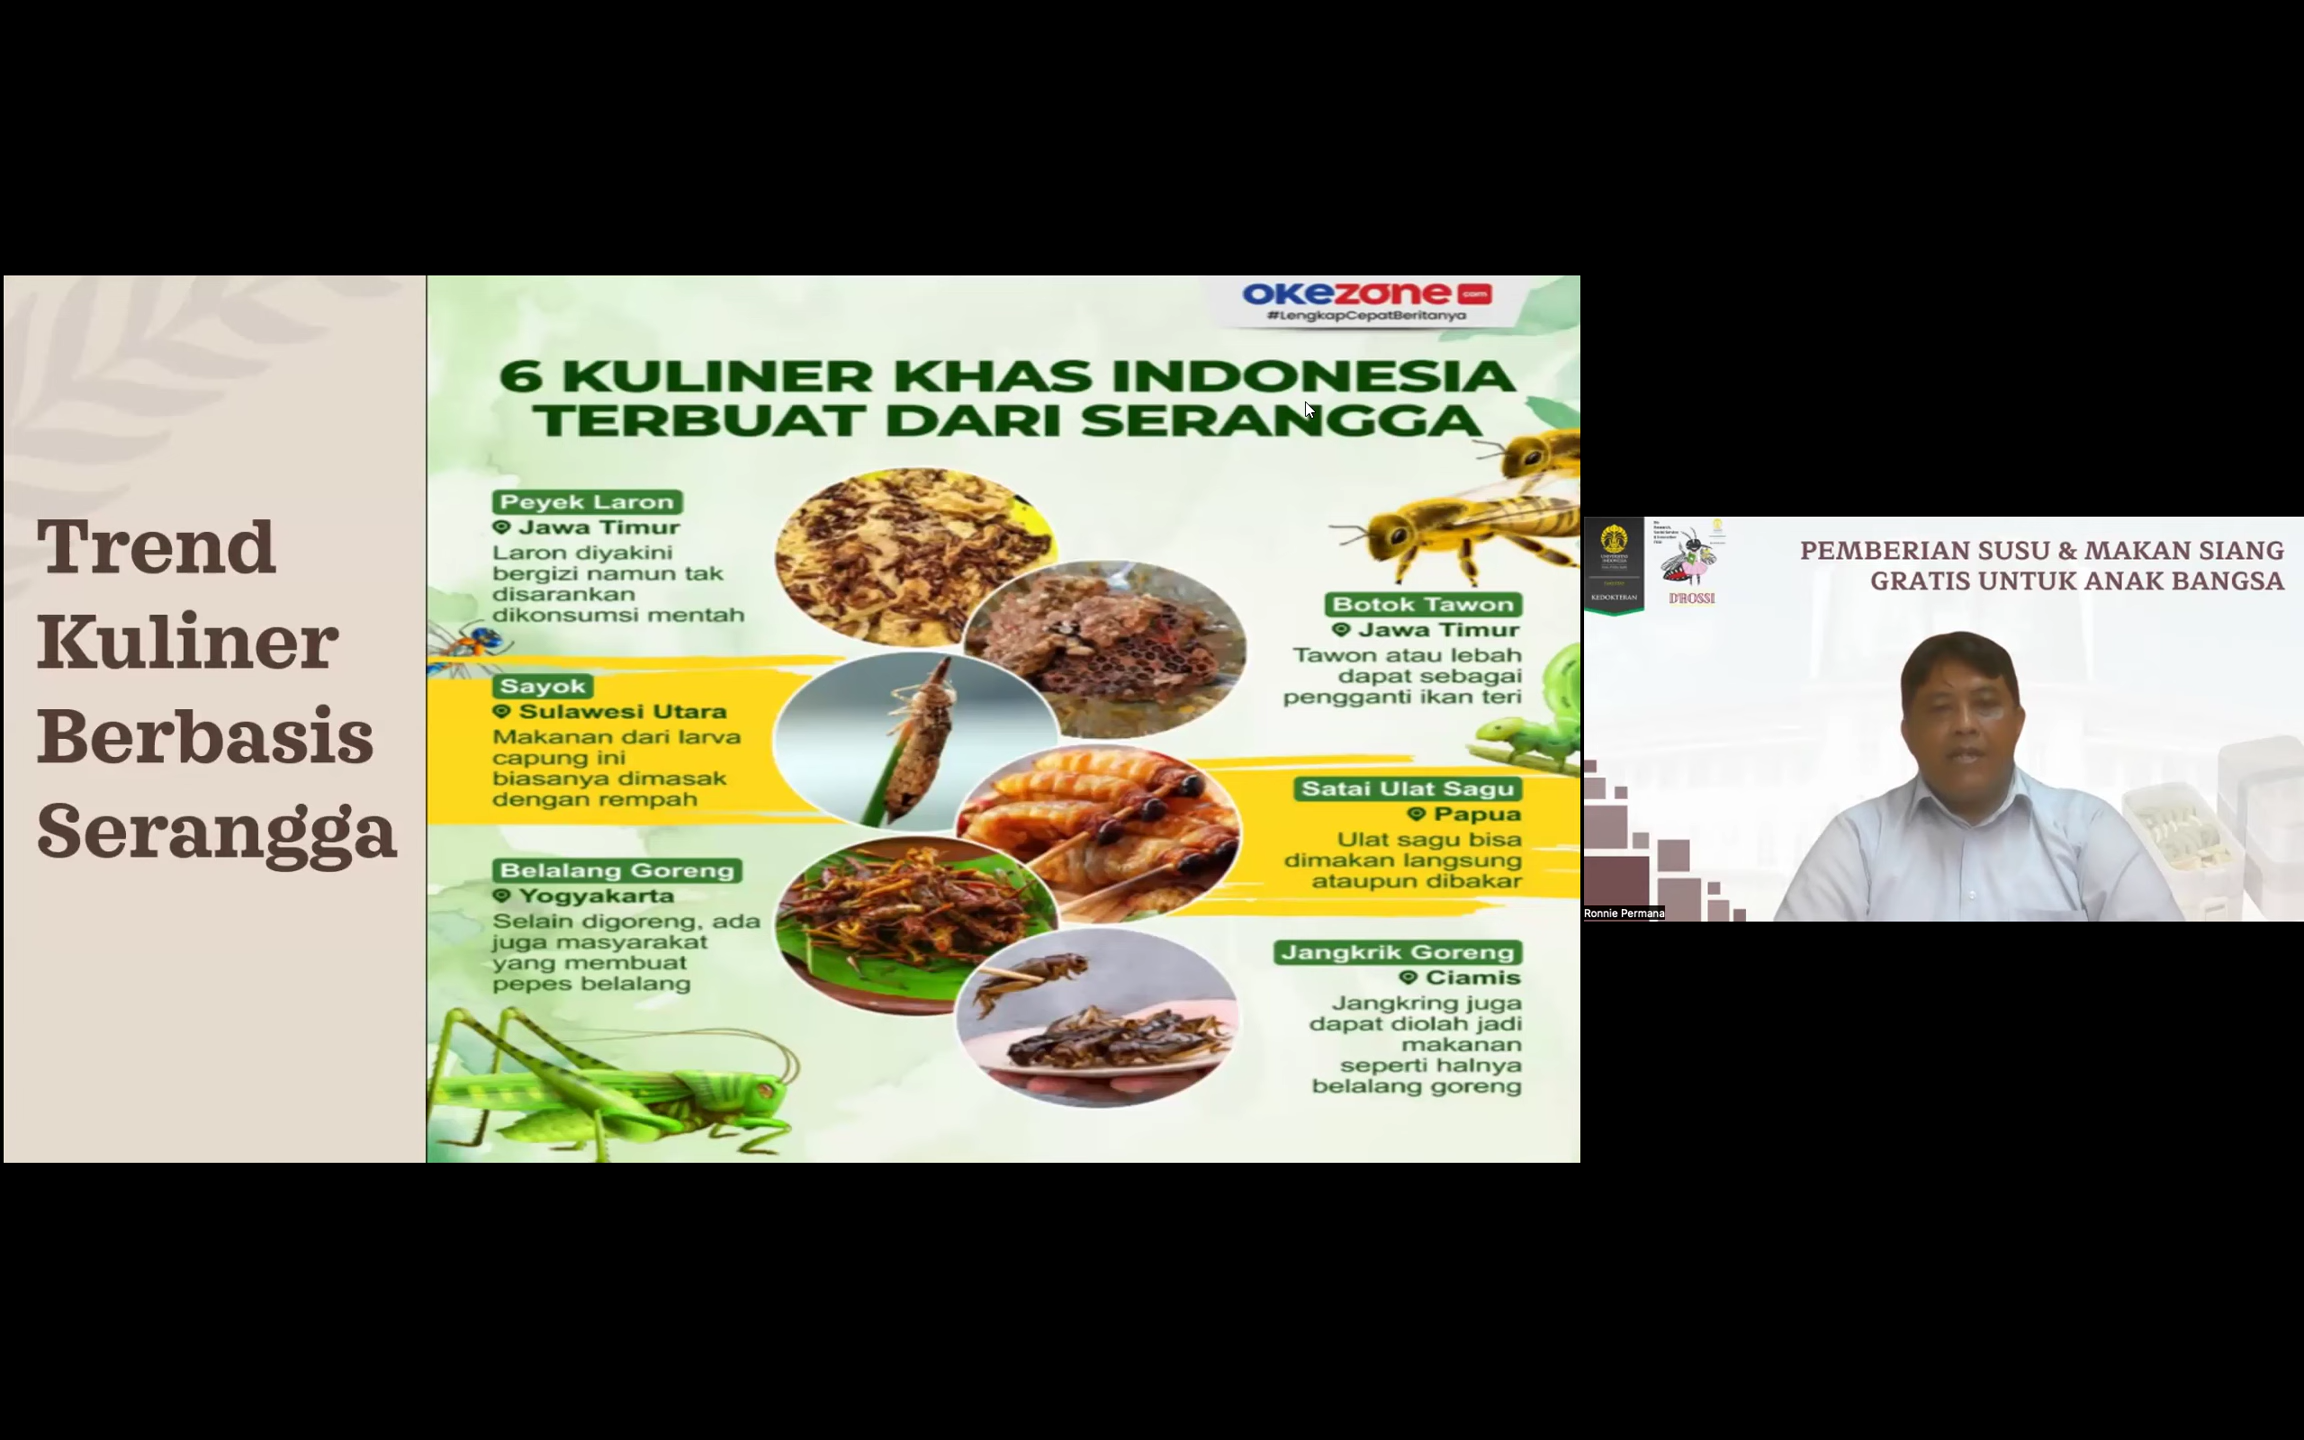 Trend
Kuliner
Berbasis
Serangga
okezone.com
#LengkapCepatBeritanya
6 KULINER KHAS INDONESIA
TERBUAT DARI SERANGGA
Peyek Laron
Jawa Timur
Laron diyakini
bergizi namun tak
disarankan
dikonsumsi mentah
Botok Tawon
Jawa Timur
Tawon atau lebah
dapat sebagai
pengganti ikan teri
Sayok
Sulawesi Utara
Makanan dari larva
capung ini
biasanya dimasak
dengan rempah
Satai Ulat Sagu
Papua
Ulat sagu bisa
dimakan langsung
ataupun dibakar
Belalang Goreng
Yogyakarta
Selain digoreng, ada
juga masyarakat
yang membuat
pepes belalang
Jangkrik Goreng
Ciamis
Jangkring juga
dapat diolah jadi
makanan
seperti halnya
belalang goreng
UNIVERSITAS
INDONESIA
KEDOKTERAN
D'ROSSI
PEMBERIAN SUSU & MAKAN SIANG
GRATIS UNTUK ANAK BANGSA
Ronnie Permana